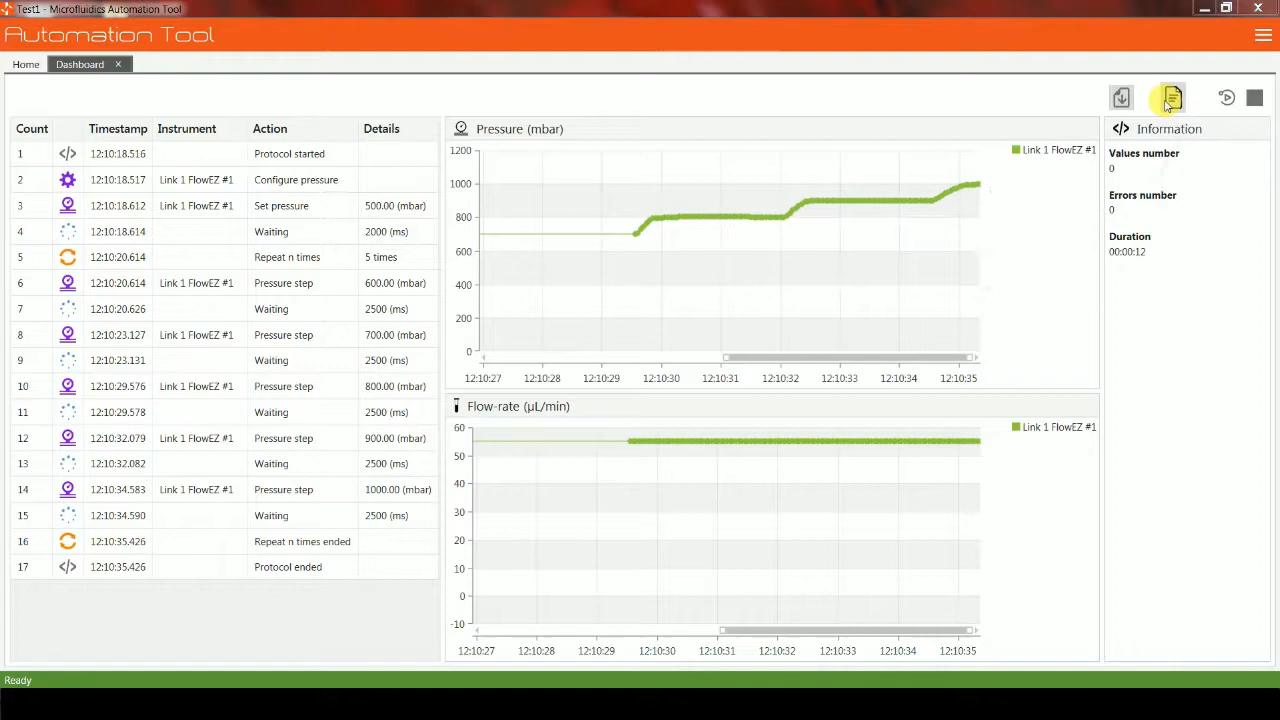 Test1 - Microfluidics Automation Tool
Automation Tool
Home Dashboard ×
Count Timestamp Instrument Action Details
1 12:10:18.516 Protocol started
2 12:10:18.517 Link 1 FlowEZ #1 Configure pressure
3 12:10:18.612 Link 1 FlowEZ #1 Set pressure 500.00 (mbar)
4 12:10:18.614 Waiting 2000 (ms)
5 12:10:20.614 Repeat n times 5 times
6 12:10:20.614 Link 1 FlowEZ #1 Pressure step 600.00 (mbar)
7 12:10:20.626 Waiting 2500 (ms)
8 12:10:23.127 Link 1 FlowEZ #1 Pressure step 700.00 (mbar)
9 12:10:23.131 Waiting 2500 (ms)
10 12:10:29.576 Link 1 FlowEZ #1 Pressure step 800.00 (mbar)
11 12:10:29.578 Waiting 2500 (ms)
12 12:10:32.079 Link 1 FlowEZ #1 Pressure step 900.00 (mbar)
13 12:10:32.082 Waiting 2500 (ms)
14 12:10:34.583 Link 1 FlowEZ #1 Pressure step 1000.00 (mbar)
15 12:10:34.590 Waiting 2500 (ms)
16 12:10:35.426 Repeat n times ended
17 12:10:35.426 Protocol ended
Pressure (mbar)
Link 1 FlowEZ #1
1200
1000
800
600
400
200
0
12:10:27 12:10:28 12:10:29 12:10:30 12:10:31 12:10:32 12:10:33 12:10:34 12:10:35
Flow-rate (µL/min)
Link 1 FlowEZ #1
60
50
40
30
20
10
0
-10
12:10:27 12:10:28 12:10:29 12:10:30 12:10:31 12:10:32 12:10:33 12:10:34 12:10:35
</> Information
Values number
0
Errors number
0
Duration
00:00:12
Ready